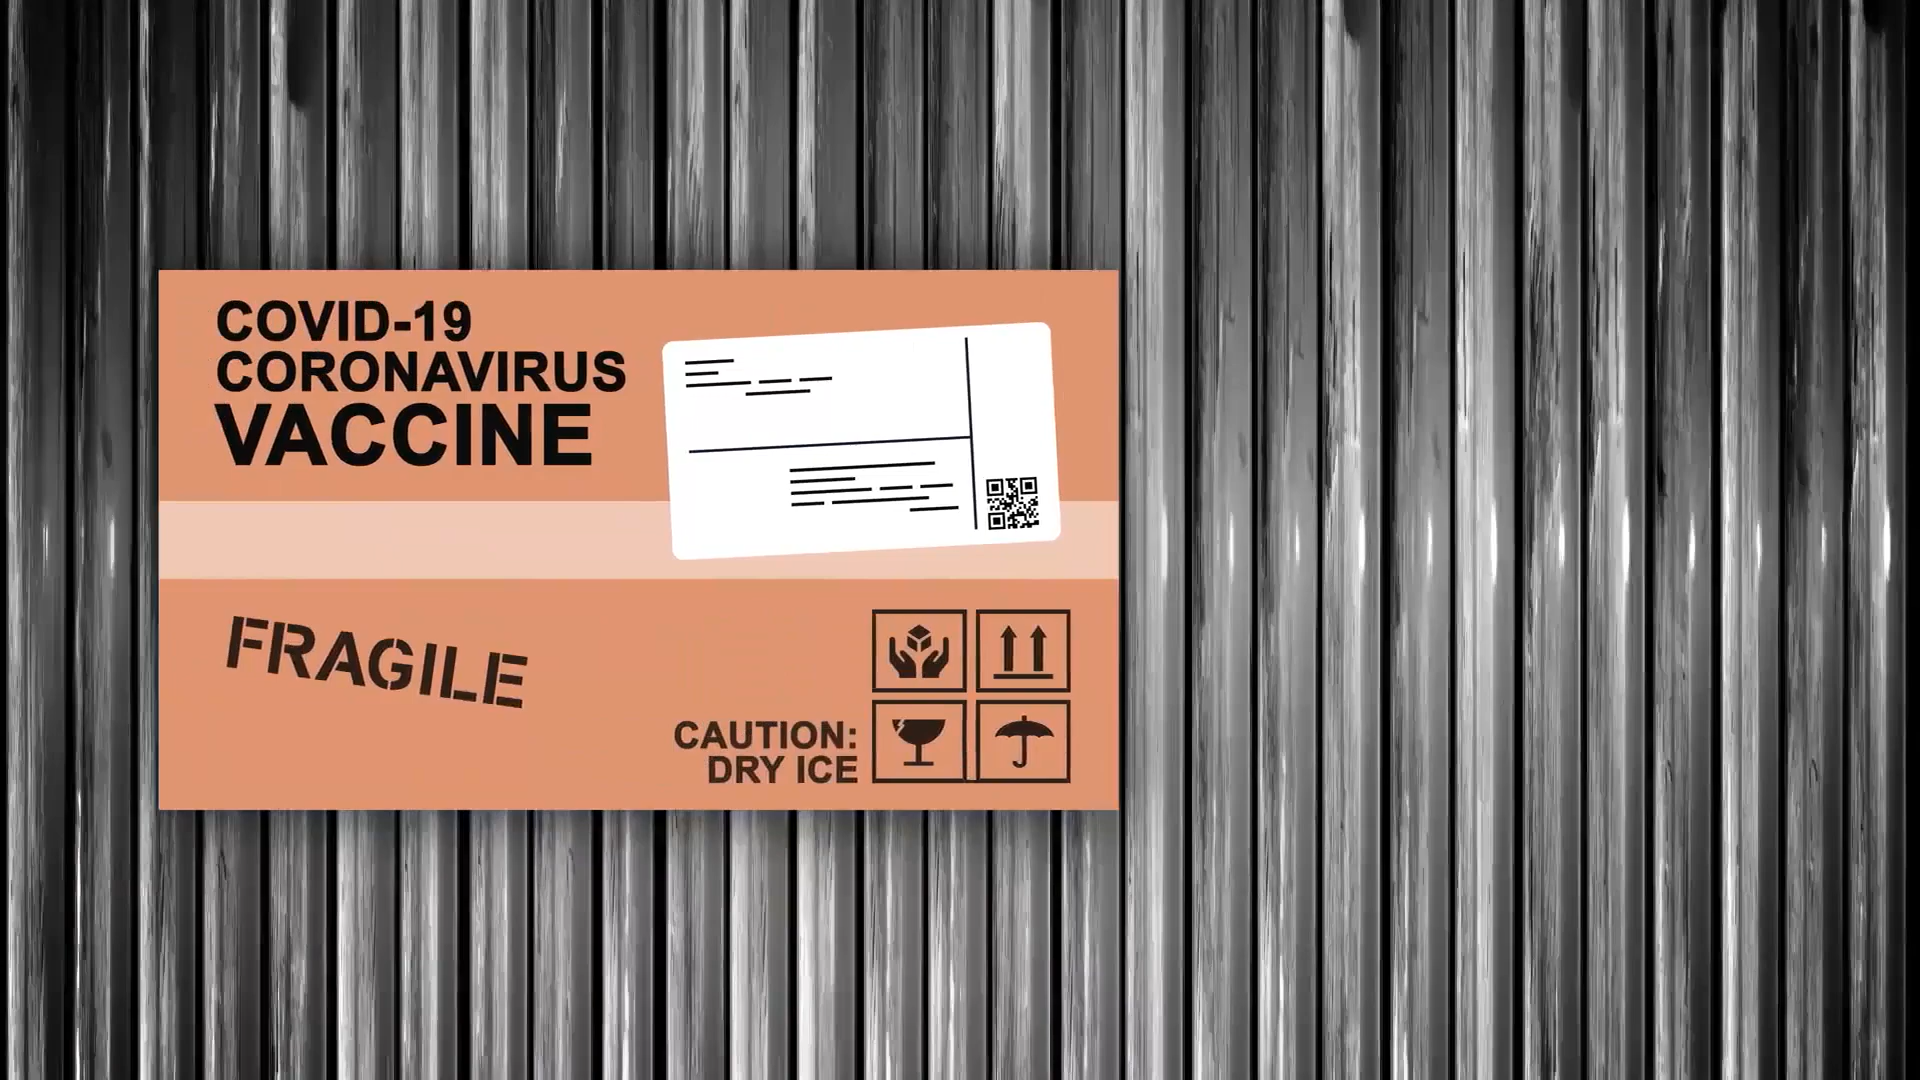 COVID-19
CORONAVIRUS
VACCINE
FRAGILE
CAUTION:
DRY ICE